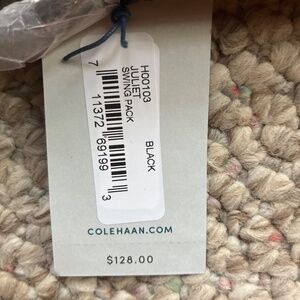 H00103
JULIET
SWING PACK
BLACK
7 11372 69199 3
COLEHAAN.COM
$128.00